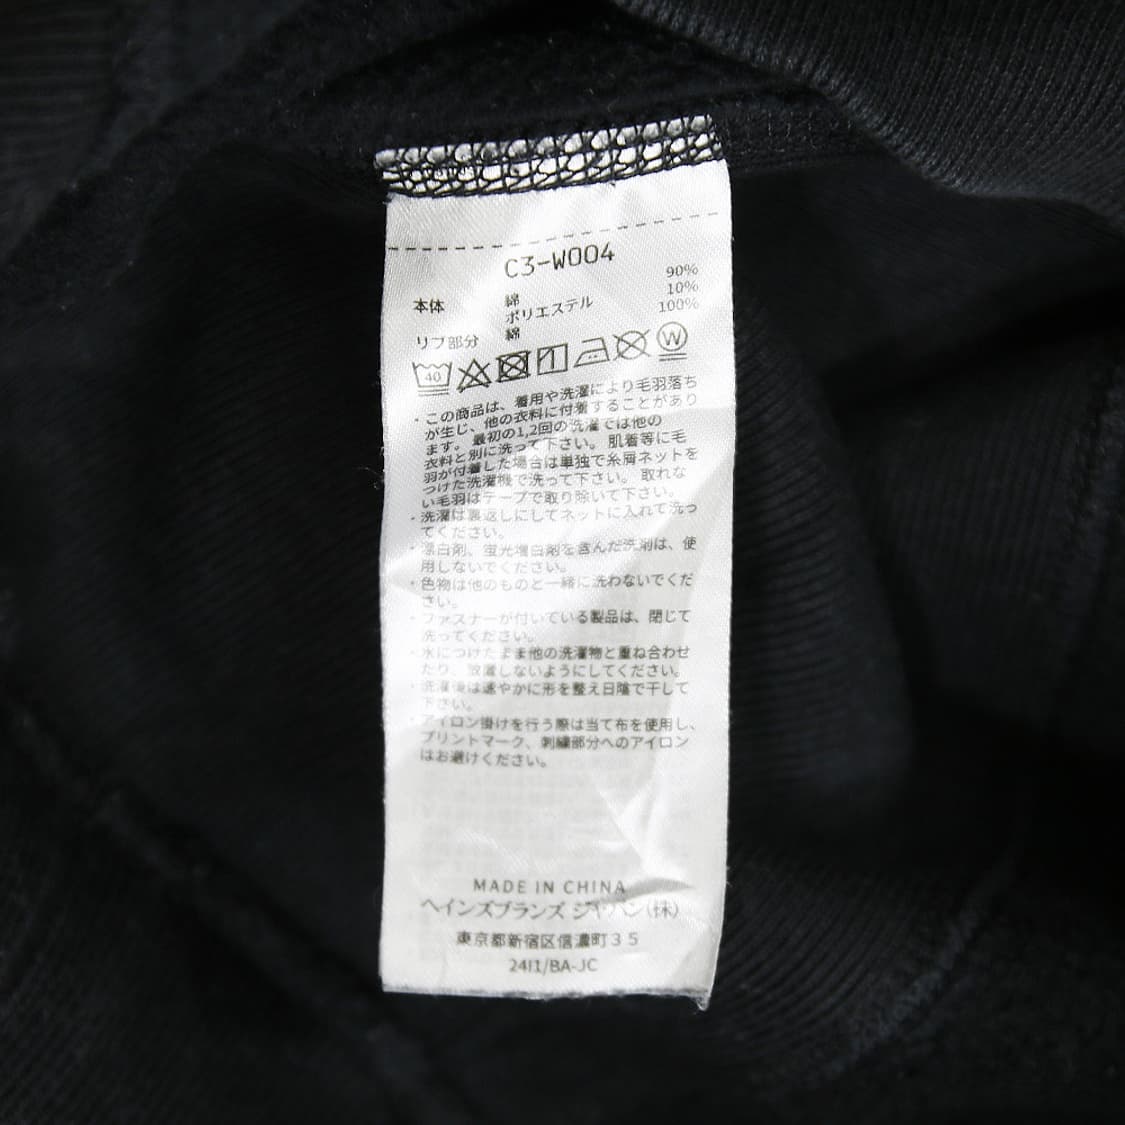 C3-W004
本体 綿 90%
ポリエステル 10%
リブ部分 綿 100%
40 W
・この商品は、着用や洗濯により毛羽落ち
が生じ、他の衣料に付着することがあり
ます。最初の1,2回の洗濯では他の
衣料と別に洗って下さい。肌着等に毛
羽が付着した場合は単独で糸屑ネットを
つけた洗濯機で洗って下さい。取れな
い毛羽はテープで取り除いて下さい。
・洗濯は裏返しにしてネットに入れて洗っ
てください。
・漂白剤、蛍光増白剤を含んだ洗剤は、使
用しないでください。
・色物は他のものと一緒に洗わないでくだ
さい。
・ファスナーが付いている製品は、閉じて
洗ってください。
・水につけたまま他の洗濯物と重ね合わせ
たり、放置しないようにしてください。
・洗濯後は速やかに形を整え日陰で干して
下さい。
・アイロン掛けを行う際は当て布を使用し、
プリントマーク、刺繍部分へのアイロン
はお避けください。
MADE IN CHINA
ヘインズブランズ ジャパン(株)
東京都新宿区信濃町35
24I1/BA-JC